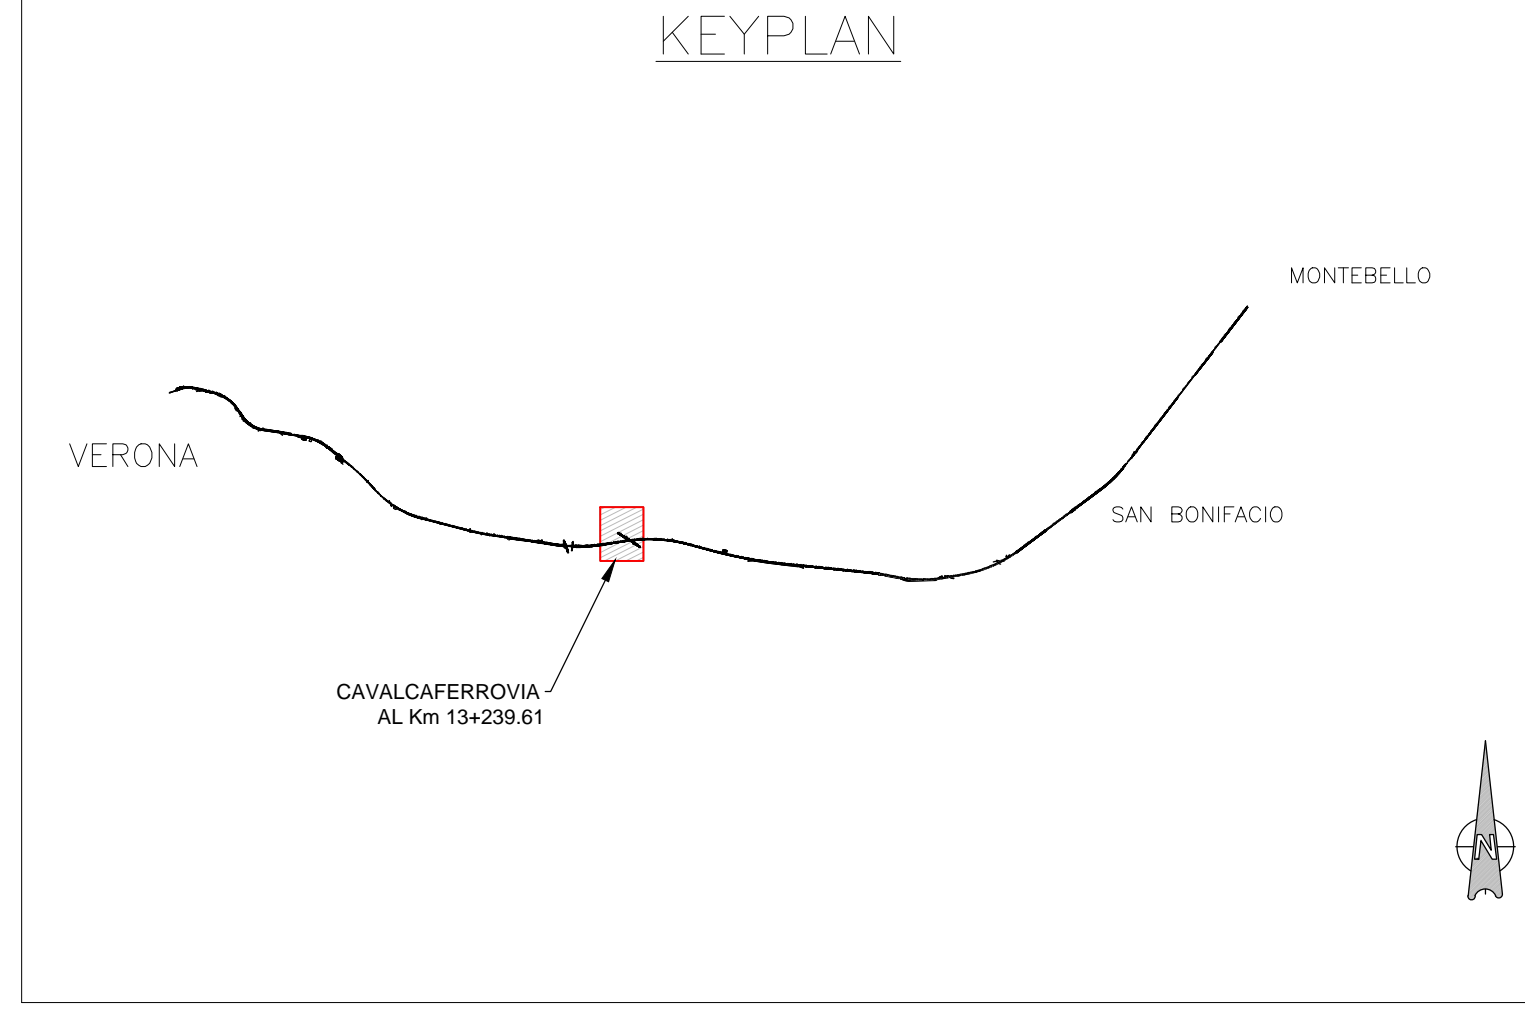 KEYPLAN
MONTEBELLO
VERONA
SAN BONIFACIO
CAVALCAFERROVIA
AL Km 13+239.61
N